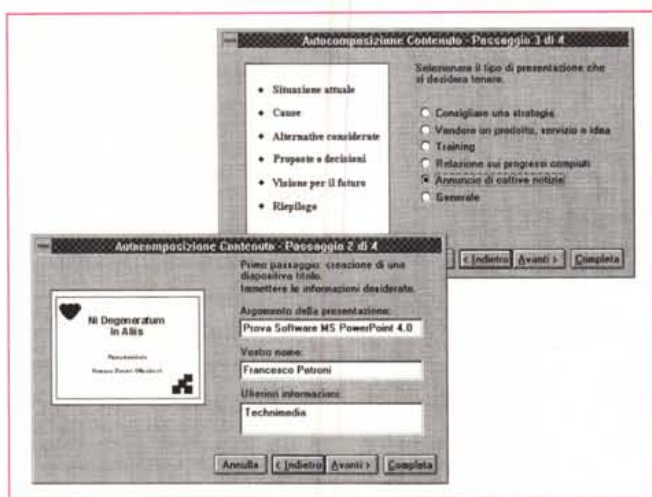 Autocomposizione Contenuto - Passaggio 3 di 4
Selezionare il tipo di presentazione che
si desidera tenere.
Situazione attuale
Cause
Alternative considerate
Proposte o decisioni
Visione per il futuro
Riepilogo
Consigliare una strategia
Vendere un prodotto, servizio o idea
Training
Relazione sui progressi compiuti
Annuncio di cattive notizie
Generale
< Indietro Avanti > Completa
Autocomposizione Contenuto - Passaggio 2 di 4
Primo passaggio: creazione di una
diapositiva titolo.
Immettere le informazioni desiderate.
Ni Degeneratum
In Aliis
Argomento della presentazione:
Prova Software MS PowerPoint 4.0
Vostro nome:
Francesco Petroni
Ulteriori informazioni:
Technimedia
Annulla < Indietro Avanti > Completa